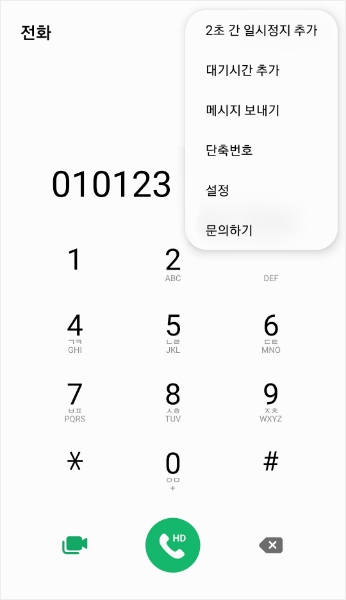 전화
2초 간 일시정지 추가
대기시간 추가
메시지 보내기
단축번호
설정
문의하기
010123
1 2
ABC DEF
4 5 6
ㄱㅋ ㄴㄹ ㄷㅌ
GHI JKL MNO
7 8 9
ㅂㅍ ㅅㅎ ㅈㅊ
PQRS TUV WXYZ
* 0 #
ㅇㅁ
+
HD